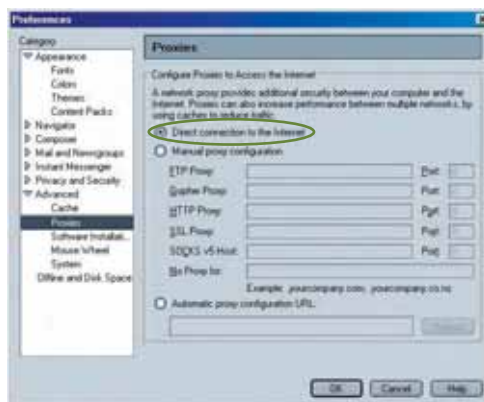 Preferences
Category
Appearance
Fonts
Colors
Themes
Content Packs
Navigator
Composer
Mail and Newsgroups
Instant Messenger
Privacy and Security
Advanced
Cache
Proxies
Software Installat...
Mouse Wheel
System
Offline and Disk Space
Proxies
Configure Proxies to Access the Internet
A network proxy provides additional security between your computer and the
Internet. Proxies can also increase performance between multiple networks, by
using caches to reduce traffic.
Direct connection to the Internet
Manual proxy configuration
FTP Proxy: Port:
Gopher Proxy: Port:
HTTP Proxy: Port:
SSL Proxy: Port:
SOCKS v5 Host: Port:
No Proxy for:
Example: .yourcompany.com, .yourcompany.co.nz
Automatic proxy configuration URL:
OK Cancel Help